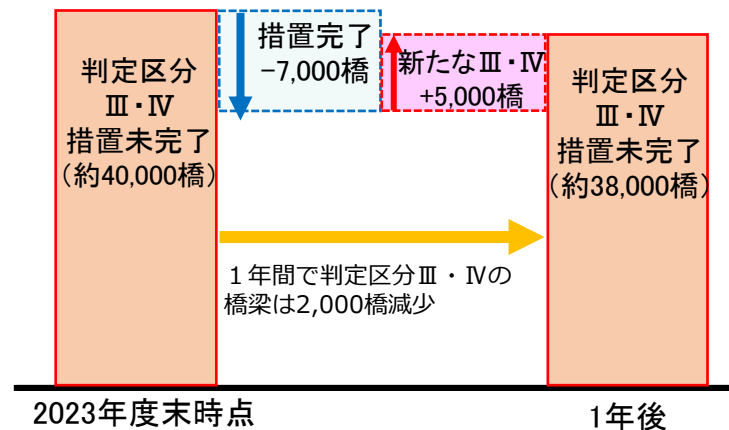 判定区分
Ⅲ・Ⅳ
措置未完了
（約40,000橋）
措置完了
−7,000橋
新たなⅢ・Ⅳ
+5,000橋
判定区分
Ⅲ・Ⅳ
措置未完了
（約38,000橋）
１年間で判定区分Ⅲ・Ⅳの
橋梁は2,000橋減少
2023年度末時点
1年後